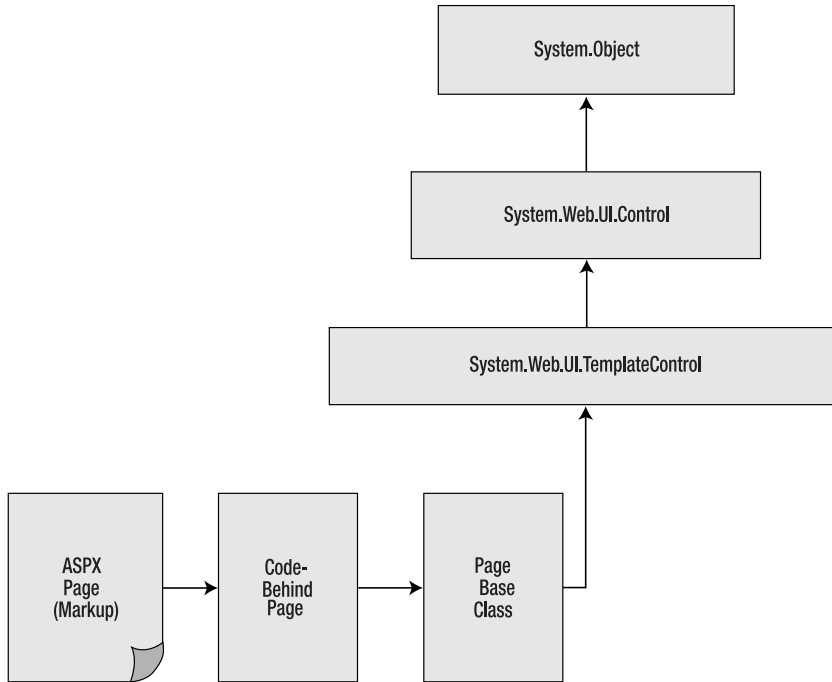 System.Object
System.Web.UI.Control
System.Web.UI.TemplateControl
ASPX
Page
(Markup)
Code-
Behind
Page
Page
Base
Class